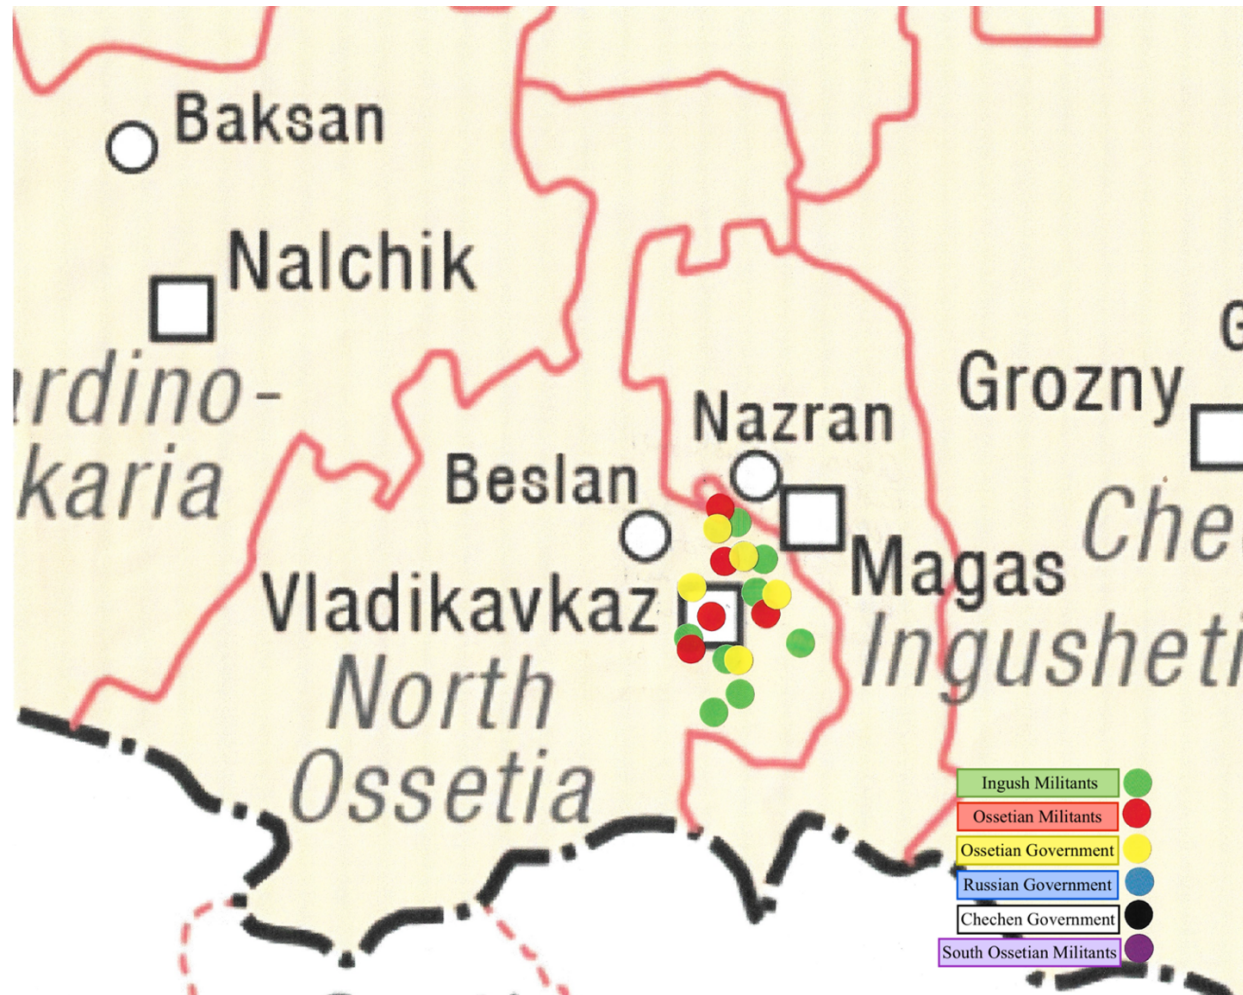 Baksan
Nalchik
ardino-
karia
Nazran
Beslan
Grozny
G
Che
Magas
Vladikavkaz
Ingusheti
North
Ossetia
Ingush Militants
Ossetian Militants
Ossetian Government
Russian Government
Chechen Government
South Ossetian Militants